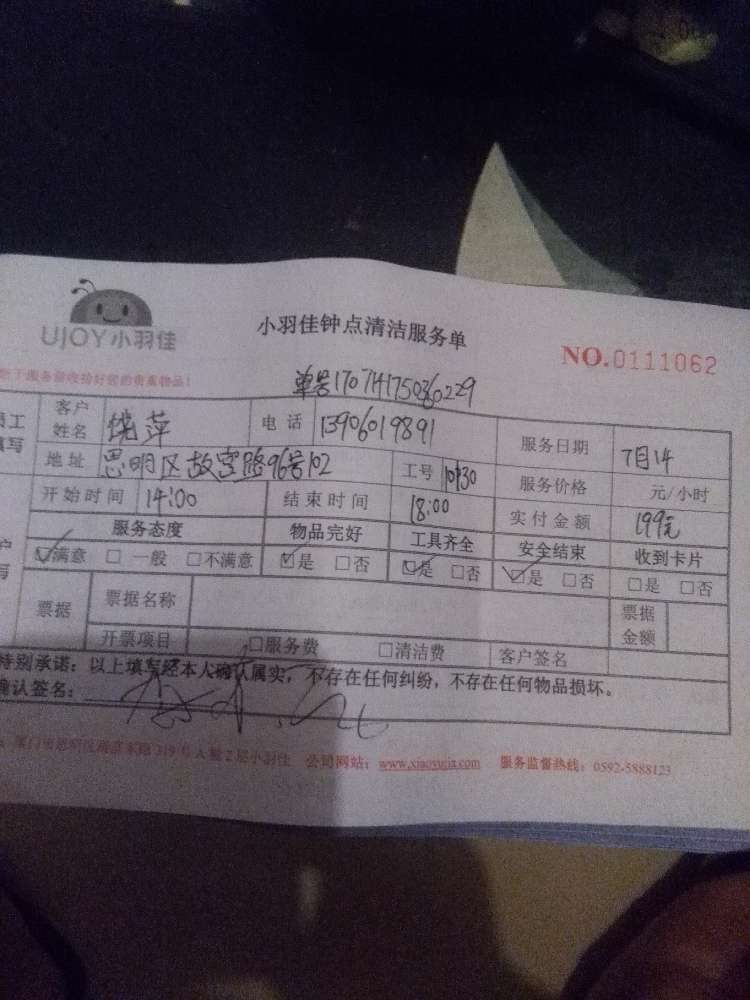 UJOY小羽佳
小羽佳钟点清洁服务单
NO.0111062
单号1707141750360229
客户姓名 饶萍 电话 13906019891 服务日期 7月14
地址 思明区故宫路96号102 工号 服务价格 元/小时
开始时间 14:00 结束时间 18:00 实付金额 199元
服务态度 物品完好 工具齐全 安全结束 收到卡片
☑满意 □一般 □不满意 ☑是 □否 ☑是 □否 ☑是 □否 □是 □否
票据 票据名称 票据金额
开票项目 □服务费 □清洁费 客户签名
特别承诺：以上填写经本人确认属实，不存在任何纠纷，不存在任何物品损坏。
确认签名：
公司网站：www.xiaoyujia.com 服务监督热线：0592-5888123